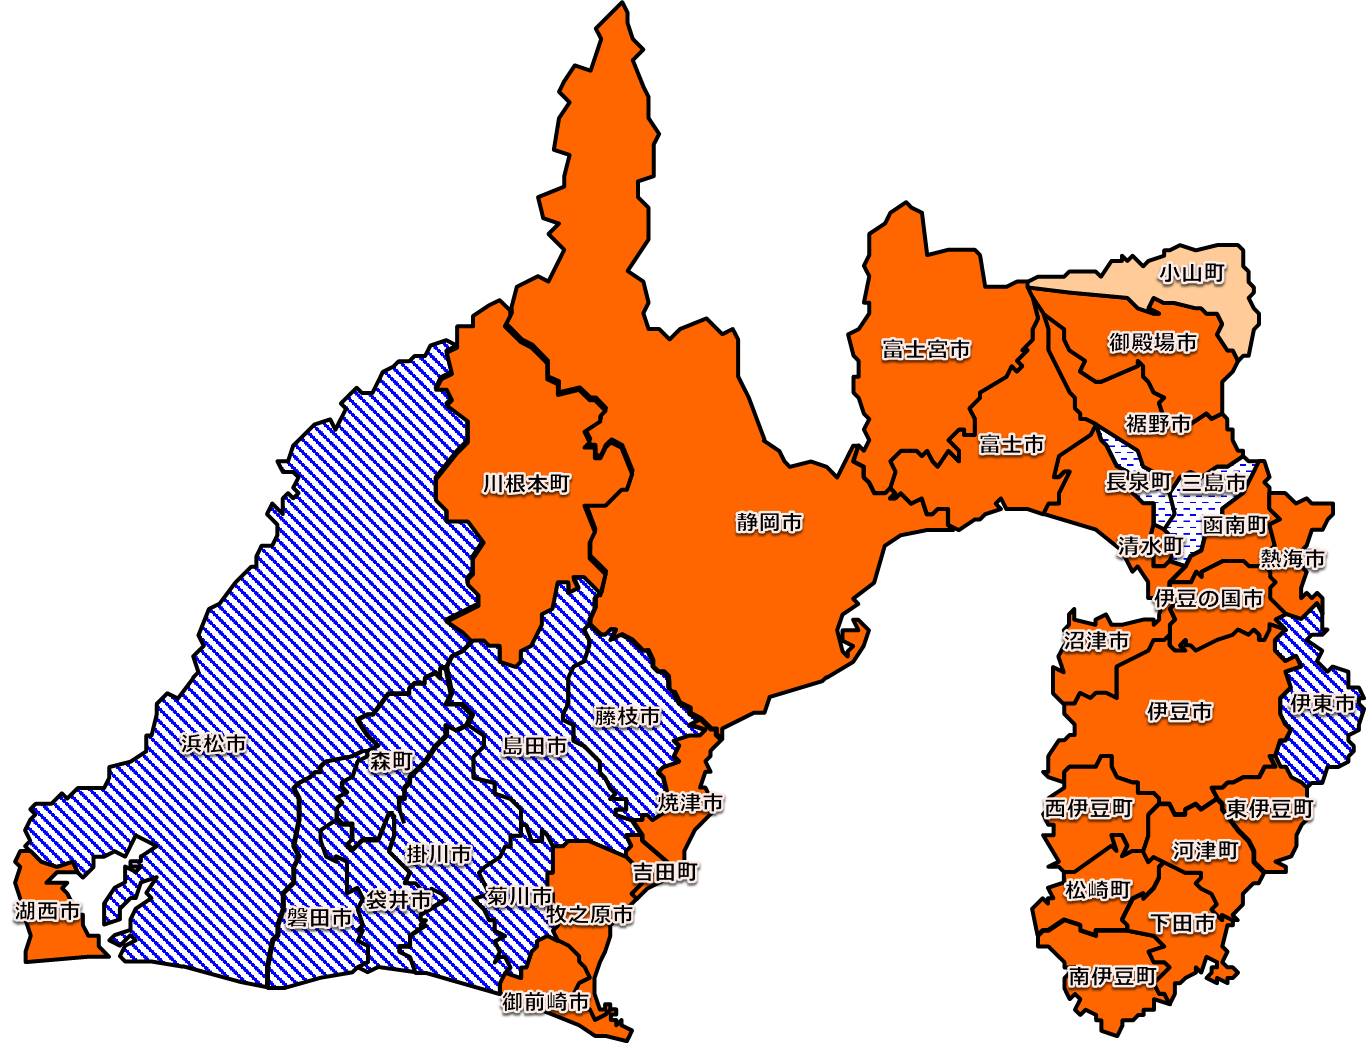 小山町
御殿場市
富士宮市
裾野市
富士市
長泉町
三島市
川根本町
静岡市
函南町
清水町
熱海市
伊豆の国市
沼津市
伊東市
伊豆市
藤枝市
島田市
浜松市
森町
焼津市
西伊豆町
東伊豆町
掛川市
河津町
吉田町
松崎町
菊川市
袋井市
湖西市
牧之原市
磐田市
下田市
南伊豆町
御前崎市